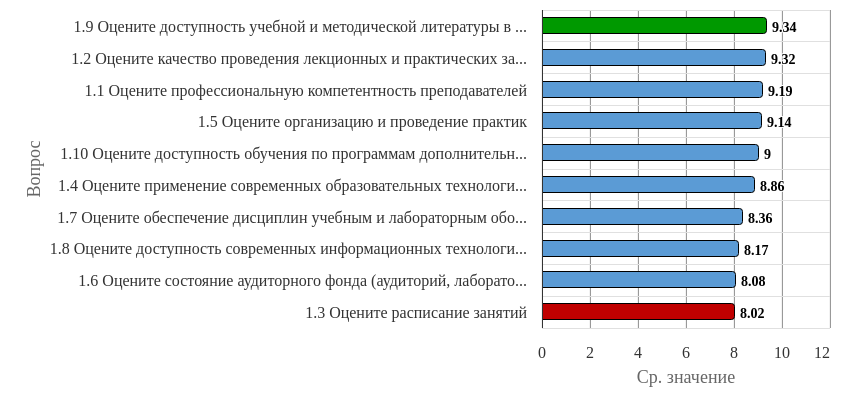 1.9 Оцените доступность учебной и методической литературы в ... 9.34
1.2 Оцените качество проведения лекционных и практических за... 9.32
1.1 Оцените профессиональную компетентность преподавателей 9.19
1.5 Оцените организацию и проведение практик 9.14
1.10 Оцените доступность обучения по программам дополнительн... 9
1.4 Оцените применение современных образовательных технологи... 8.86
1.7 Оцените обеспечение дисциплин учебным и лабораторным обо... 8.36
1.8 Оцените доступность современных информационных технологи... 8.17
1.6 Оцените состояние аудиторного фонда (аудиторий, лаборато... 8.08
1.3 Оцените расписание занятий 8.02
Вопрос
0 2 4 6 8 10 12
Ср. значение